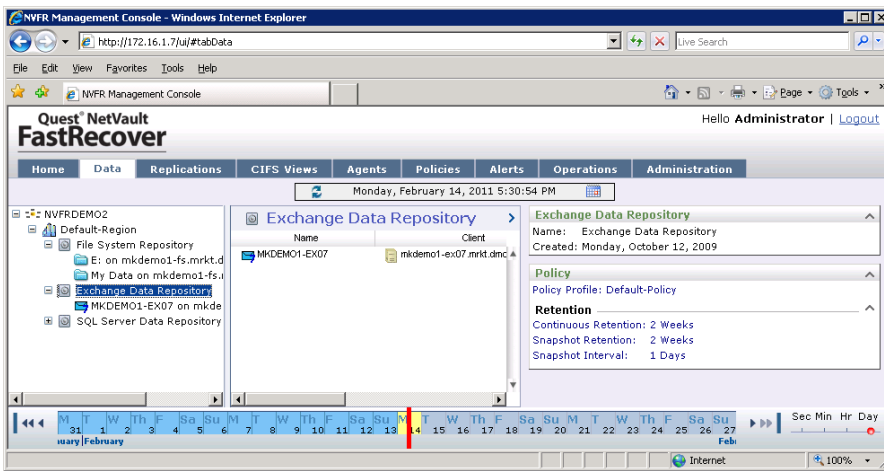 NVFR Management Console - Windows Internet Explorer
http://172.16.1.7/ui/#tabData
Live Search
File Edit View Favorites Tools Help
NVFR Management Console
Page Tools
Quest® NetVault
FastRecover
Hello Administrator | Logout
Home Data Replications CIFS Views Agents Policies Alerts Operations Administration
Monday, February 14, 2011 5:30:54 PM
NVFRDEMO2
Default-Region
File System Repository
E: on mkdemo1-fs.mrkt.d
My Data on mkdemo1-fs.
Exchange Data Repository
MKDEMO1-EX07 on mkde
SQL Server Data Repository
Exchange Data Repository
Name Client
MKDEMO1-EX07 mkdemo1-ex07.mrkt.dmc
Exchange Data Repository
Name: Exchange Data Repository
Created: Monday, October 12, 2009
Policy
Policy Profile: Default-Policy
Retention
Continuous Retention: 2 Weeks
Snapshot Retention: 2 Weeks
Snapshot Interval: 1 Days
M T W Th F Sa Su M T W Th F Sa Su M T W Th F Sa Su M T W Th F Sa Su
31 1 2 3 4 5 6 7 8 9 10 11 12 13 14 15 16 17 18 19 20 21 22 23 24 25 26 27
uary February Feb
Sec Min Hr Day
Internet
100%